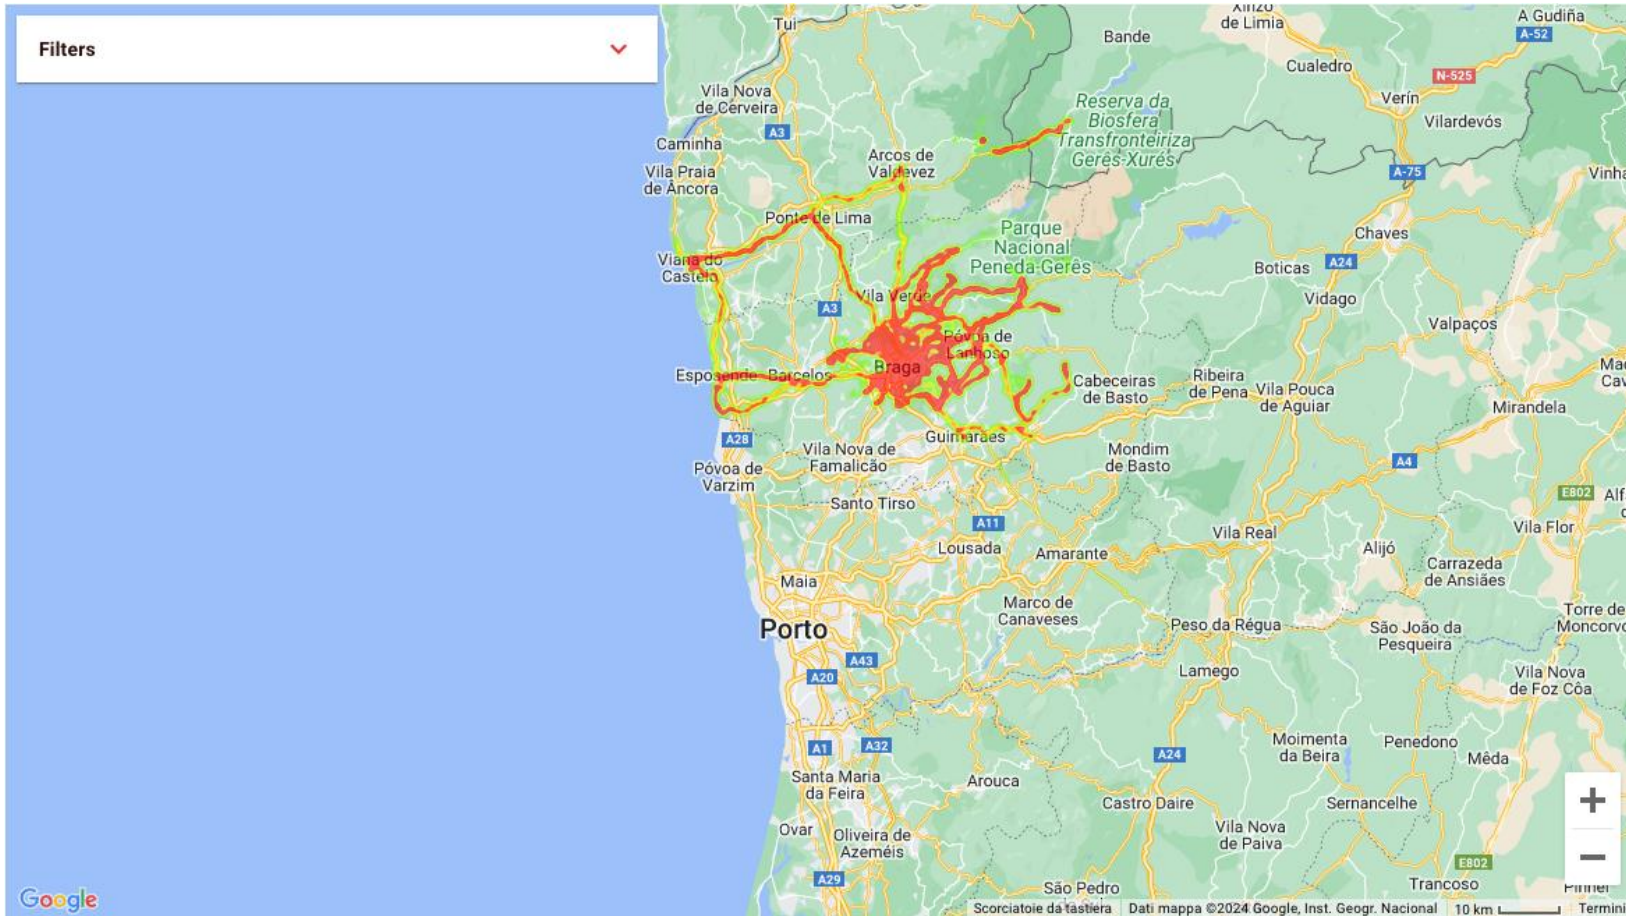 Filters
Tui
Xinzo
de Limia
A Gudiña
A-52
Bande
Cualedro
N-525
Verín
Vilardevós
Vila Nova
de Cerveira
A3
Reserva da
Biosfera
Transfronteiriza
Gerês-Xurés
Caminha
Arcos de
Valdevez
Vila Praia
de Âncora
A-75
Vinha
Ponte de Lima
Parque
Nacional
Peneda-Gerês
Chaves
Viana do
Castelo
Boticas
A24
Vidago
Vila Verde
A3
Valpaços
Póvoa de
Lanhoso
Braga
Esposende
Barcelos
Cabeceiras
de Basto
Ribeira
de Pena
Vila Pouca
de Aguiar
Mac
Cav
Mirandela
A28
Guimarães
Vila Nova de
Famalicão
Mondim
de Basto
A4
Póvoa de
Varzim
Santo Tirso
E802
Alf
A11
Vila Real
Vila Flor
Lousada
Amarante
Alijó
Carrazeda
de Ansiães
Maia
Marco de
Canaveses
Porto
Peso da Régua
São João da
Pesqueira
Torre de
Moncorvo
A43
A20
Lamego
Vila Nova
de Foz Côa
A1
A32
A24
Moimenta
da Beira
Penedono
Mêda
Santa Maria
da Feira
Arouca
Castro Daire
Sernancelhe
Ovar
Oliveira de
Azeméis
Vila Nova
de Paiva
E802
A29
São Pedro
Trancoso
Pinhel
Google
Scorciatoie da tastiera
Dati mappa ©2024 Google, Inst. Geogr. Nacional
10 km
Termini